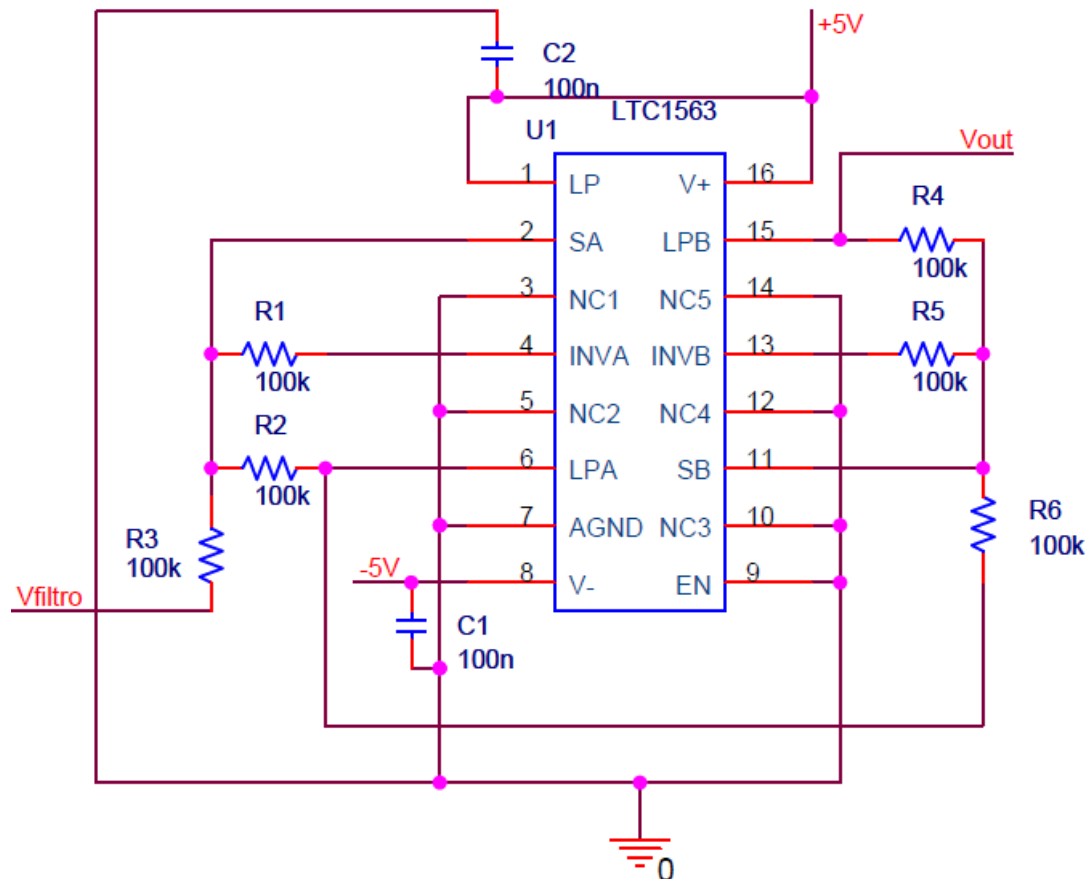 +5V
C2
100n
LTC1563
U1
Vout
1 LP V+ 16
R4
2 SA LPB 15
100k
3 NC1 NC5 14
R1
R5
4 INVA INVB 13
100k
100k
5 NC2 NC4 12
R2
6 LPA SB 11
100k
R6
100k
R3
100k
7 AGND NC3 10
-5V
8 V- EN 9
Vfiltro
C1
100n
0